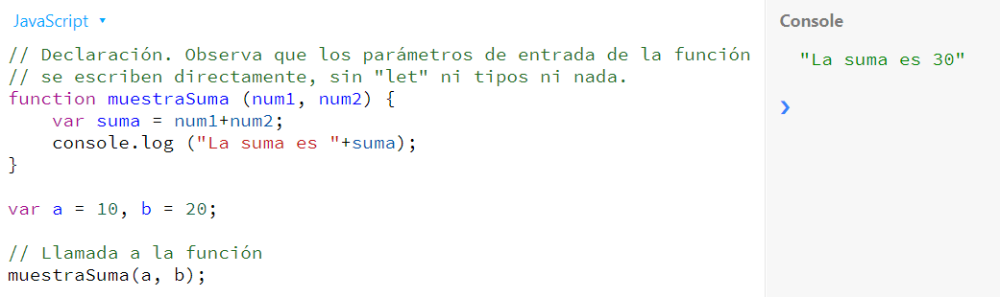 JavaScript
// Declaración. Observa que los parámetros de entrada de la función
// se escriben directamente, sin "let" ni tipos ni nada.
function muestraSuma (num1, num2) {
    var suma = num1+num2;
    console.log ("La suma es "+suma);
}
var a = 10, b = 20;
// Llamada a la función
muestraSuma(a, b);
Console
"La suma es 30"